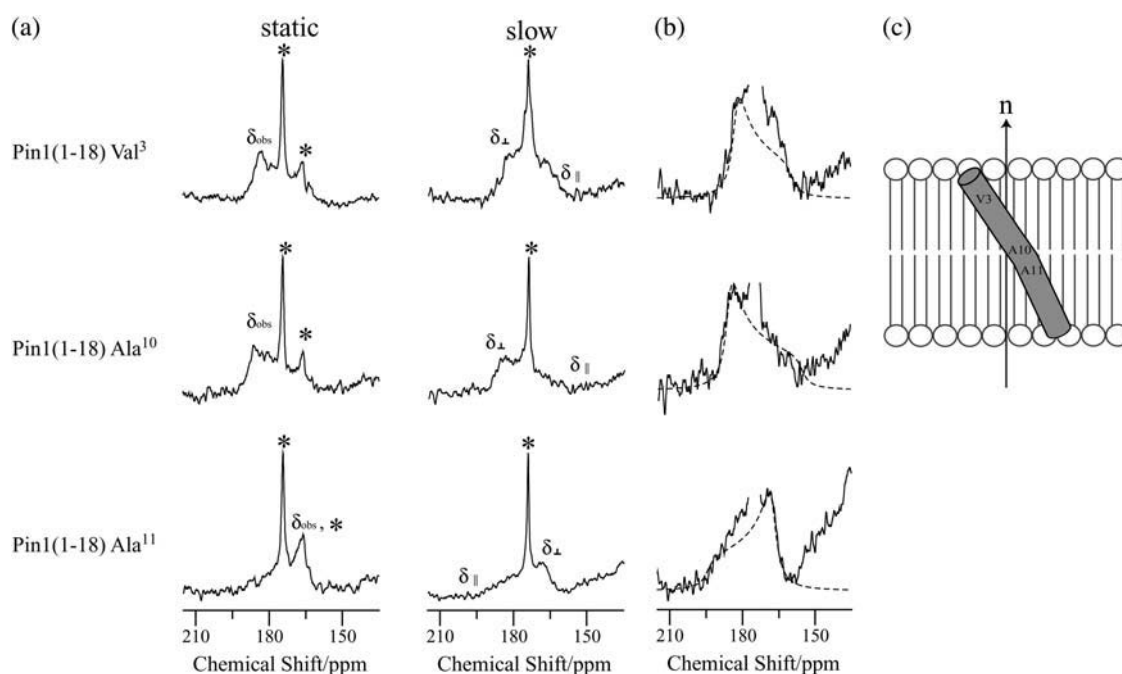 (a) static slow (b) (c)
* *
Pin1(1-18) Val³ δobs * δ⊥ δ∥
n
V3
A10
A11
* *
Pin1(1-18) Ala¹⁰ δobs * δ⊥ δ∥
* *
Pin1(1-18) Ala¹¹ δobs, * δ∥ δ⊥
210 180 150 210 180 150 210 180 150
Chemical Shift/ppm Chemical Shift/ppm Chemical Shift/ppm